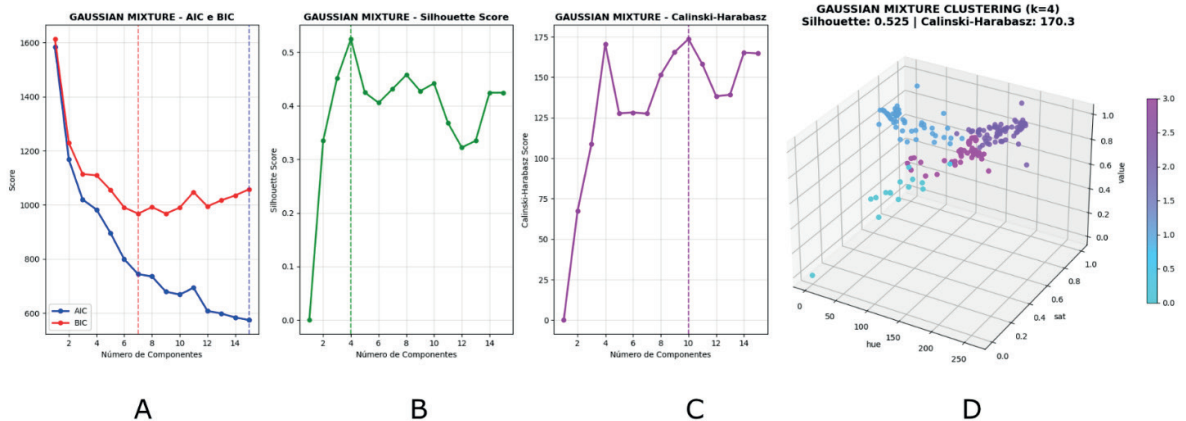 GAUSSIAN MIXTURE - AIC e BIC
Score
1600
1400
1200
1000
800
600
AIC
BIC
2 4 6 8 10 12 14
Número de Componentes
A
GAUSSIAN MIXTURE - Silhouette Score
Silhouette Score
0.5
0.4
0.3
0.2
0.1
0.0
2 4 6 8 10 12 14
Número de Componentes
B
GAUSSIAN MIXTURE - Calinski-Harabasz
Calinski-Harabasz Score
175
150
125
100
75
50
25
0
2 4 6 8 10 12 14
Número de Componentes
C
GAUSSIAN MIXTURE CLUSTERING (k=4)
Silhouette: 0.525 | Calinski-Harabasz: 170.3
1.0
0.8
0.6
0.4
0.2
0.0
value
0 50 100 150 200 250
hue
0.0 0.2 0.4 0.6 0.8 1.0
sat
3.0
2.5
2.0
1.5
1.0
0.5
0.0
D